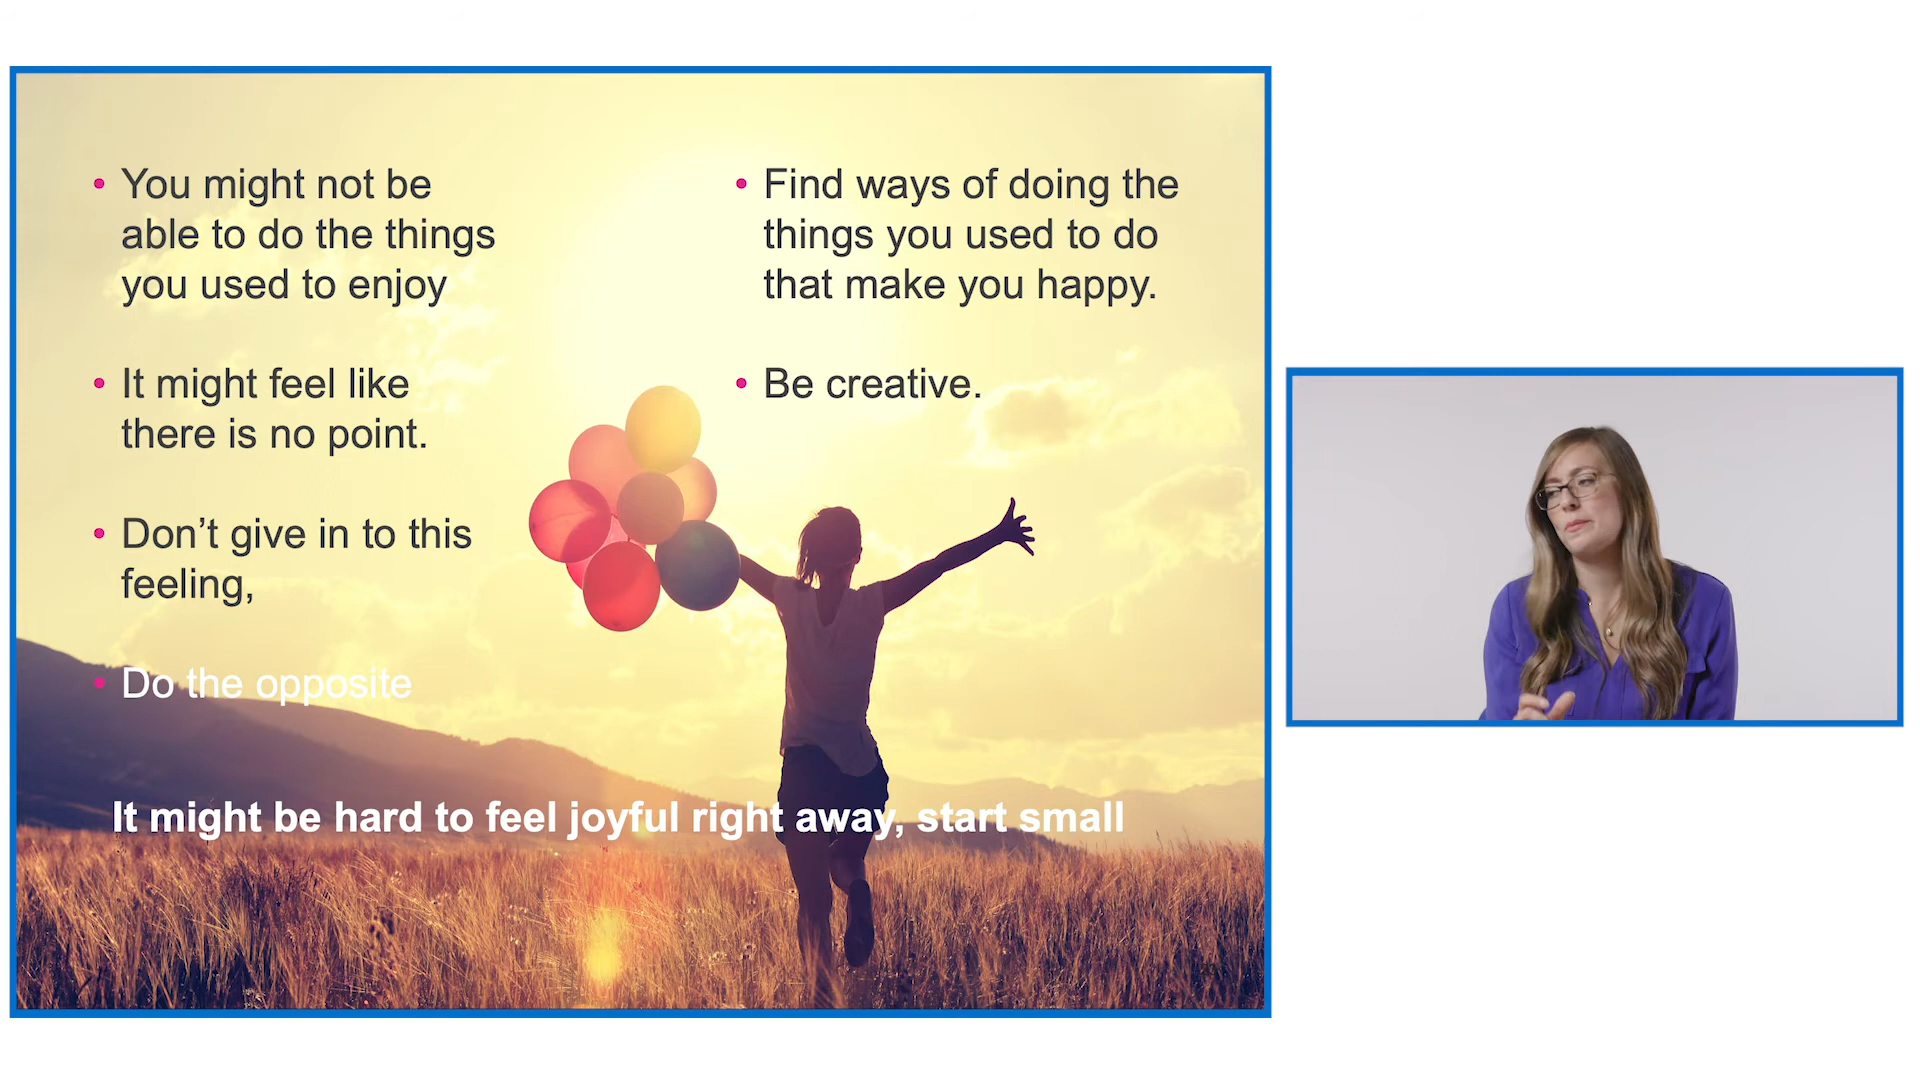 You might not be
able to do the things
you used to enjoy
It might feel like
there is no point.
Don’t give in to this
feeling,
Do the opposite
Find ways of doing the
things you used to do
that make you happy.
Be creative.
It might be hard to feel joyful right away, start small